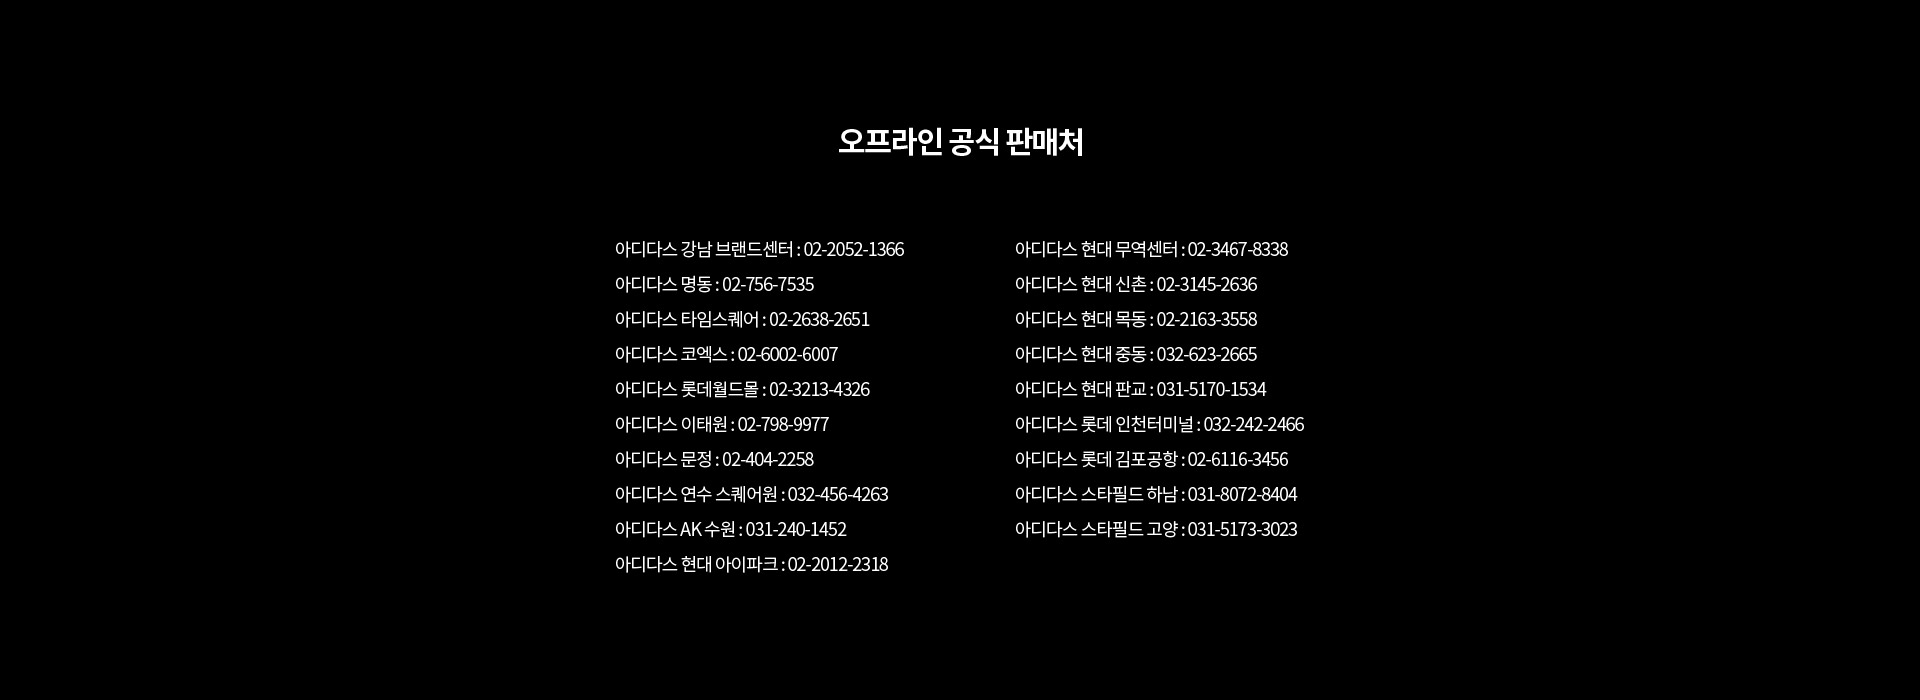 오프라인 공식 판매처
아디다스 강남 브랜드센터 : 02-2052-1366
아디다스 명동 : 02-756-7535
아디다스 타임스퀘어 : 02-2638-2651
아디다스 코엑스 : 02-6002-6007
아디다스 롯데월드몰 : 02-3213-4326
아디다스 이태원 : 02-798-9977
아디다스 문정 : 02-404-2258
아디다스 연수 스퀘어원 : 032-456-4263
아디다스 AK 수원 : 031-240-1452
아디다스 현대 아이파크 : 02-2012-2318
아디다스 현대 무역센터 : 02-3467-8338
아디다스 현대 신촌 : 02-3145-2636
아디다스 현대 목동 : 02-2163-3558
아디다스 현대 중동 : 032-623-2665
아디다스 현대 판교 : 031-5170-1534
아디다스 롯데 인천터미널 : 032-242-2466
아디다스 롯데 김포공항 : 02-6116-3456
아디다스 스타필드 하남 : 031-8072-8404
아디다스 스타필드 고양 : 031-5173-3023